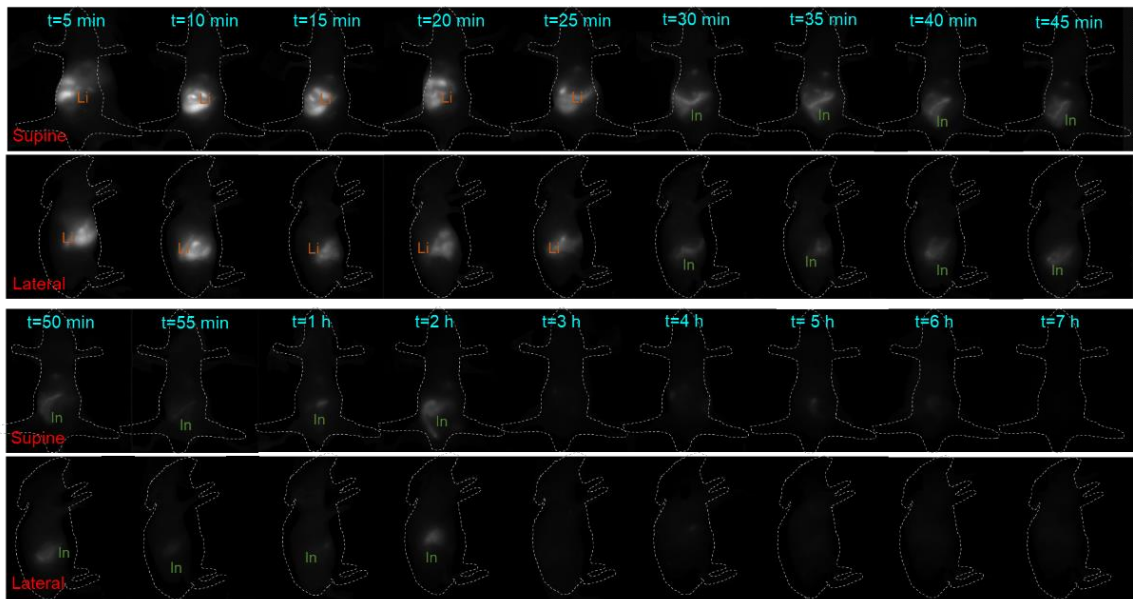 t=5 min t=10 min t=15 min t=20 min t=25 min t=30 min t=35 min t=40 min t=45 min
Li Li Li Li Li In In In In
Supine
Li Li Li Li Li In In In In
Lateral
t=50 min t=55 min t=1 h t=2 h t=3 h t=4 h t=5 h t=6 h t=7 h
In In In In
Supine
In In In In
Lateral